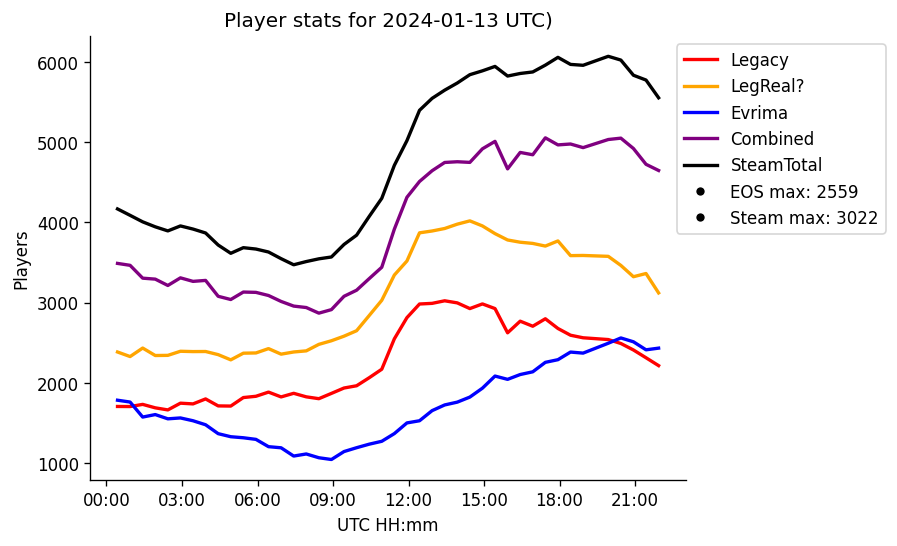 Player stats for 2024-01-13 UTC)
Legacy
LegReal?
Evrima
Combined
SteamTotal
EOS max: 2559
Steam max: 3022
Players
6000
5000
4000
3000
2000
1000
00:00 03:00 06:00 09:00 12:00 15:00 18:00 21:00
UTC HH:mm